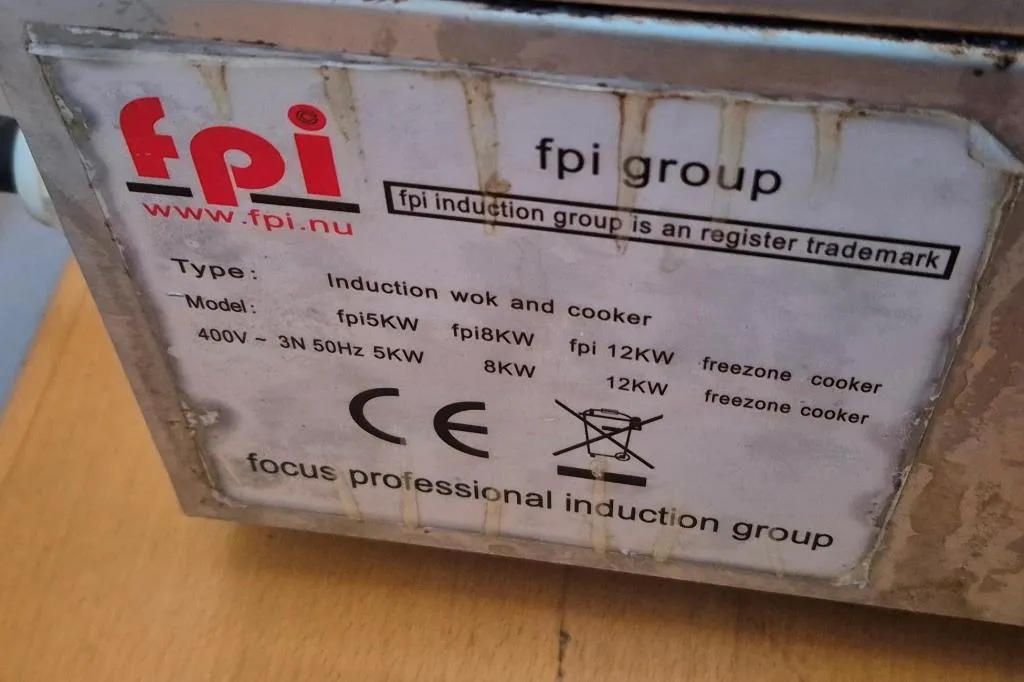 fpi
www.fpi.nu
fpi group
fpi induction group is an register trademark
Type: Induction wok and cooker
Model: fpi5KW fpi8KW fpi 12KW freezone cooker
400V ~ 3N 50Hz 5KW 8KW 12KW freezone cooker
CE
focus professional induction group